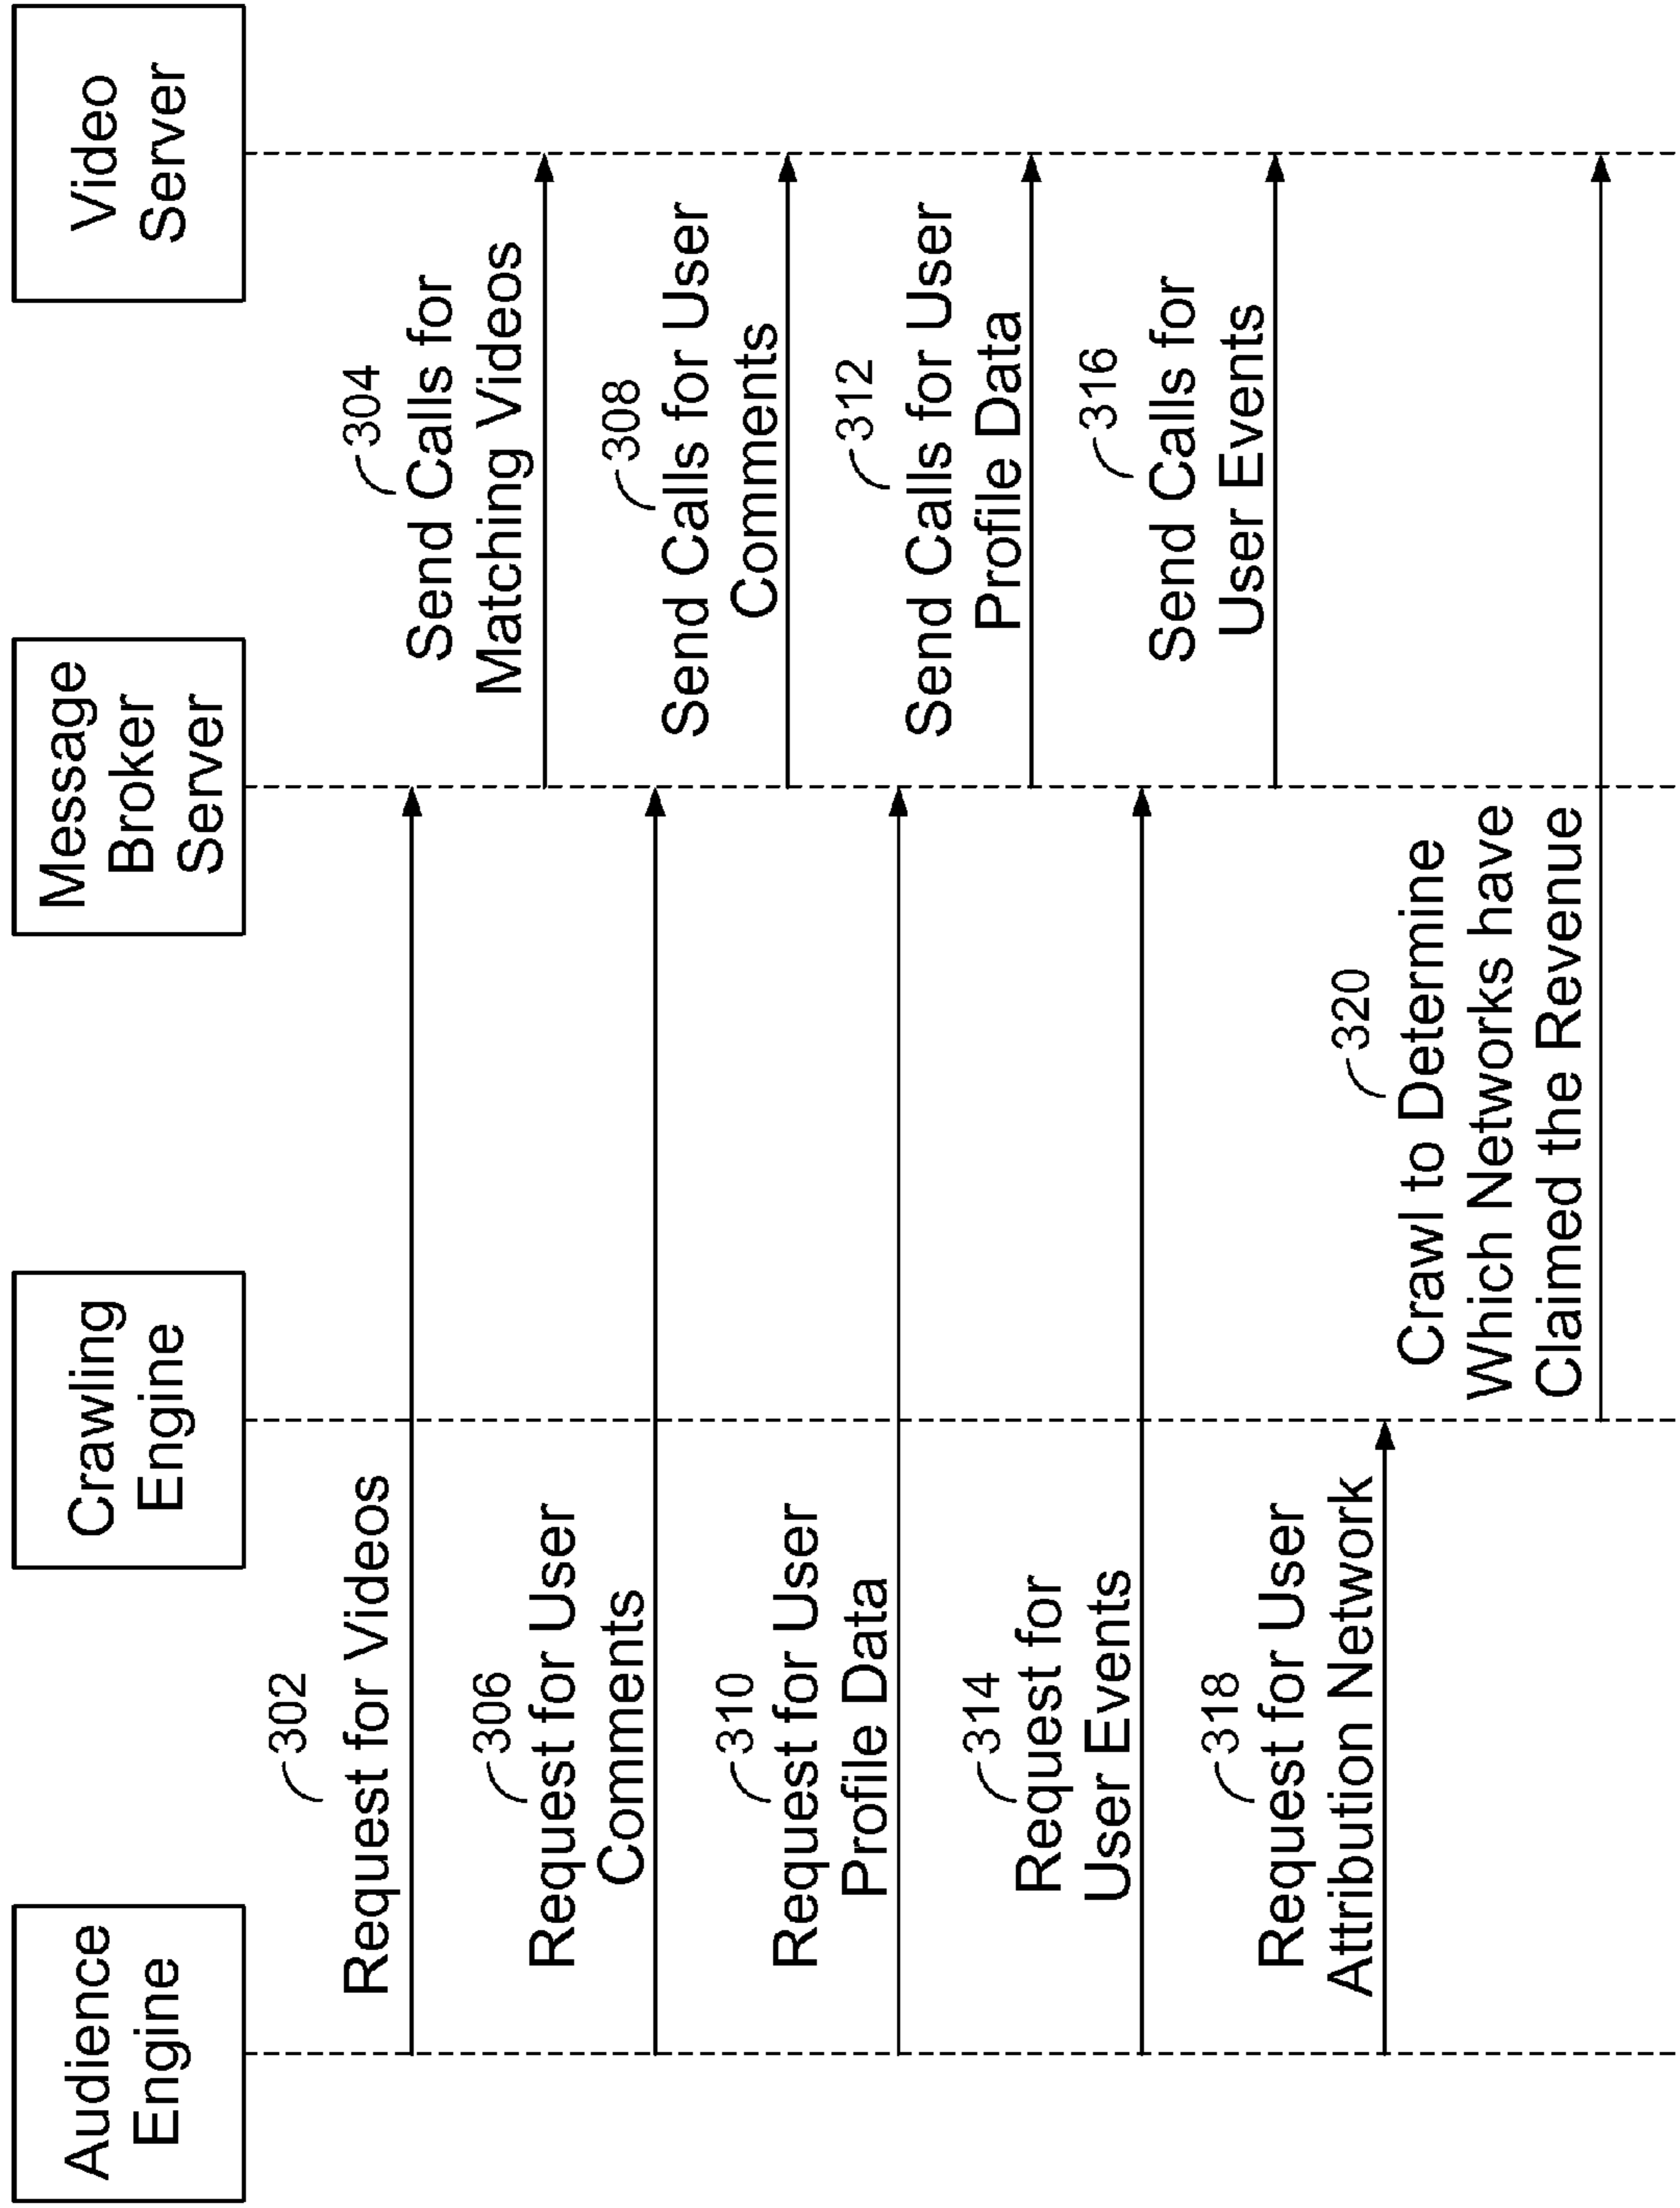 Audience
Engine
Crawling
Engine
Message
Broker
Server
Video
Server
302
Request for Videos
304
Send Calls for
Matching Videos
306
Request for User
Comments
308
Send Calls for User
Comments
310
Request for User
Profile Data
312
Send Calls for User
Profile Data
314
Request for
User Events
316
Send Calls for
User Events
318
Request for User
Attribution Network
320
Crawl to Determine
Which Networks have
Claimed the Revenue